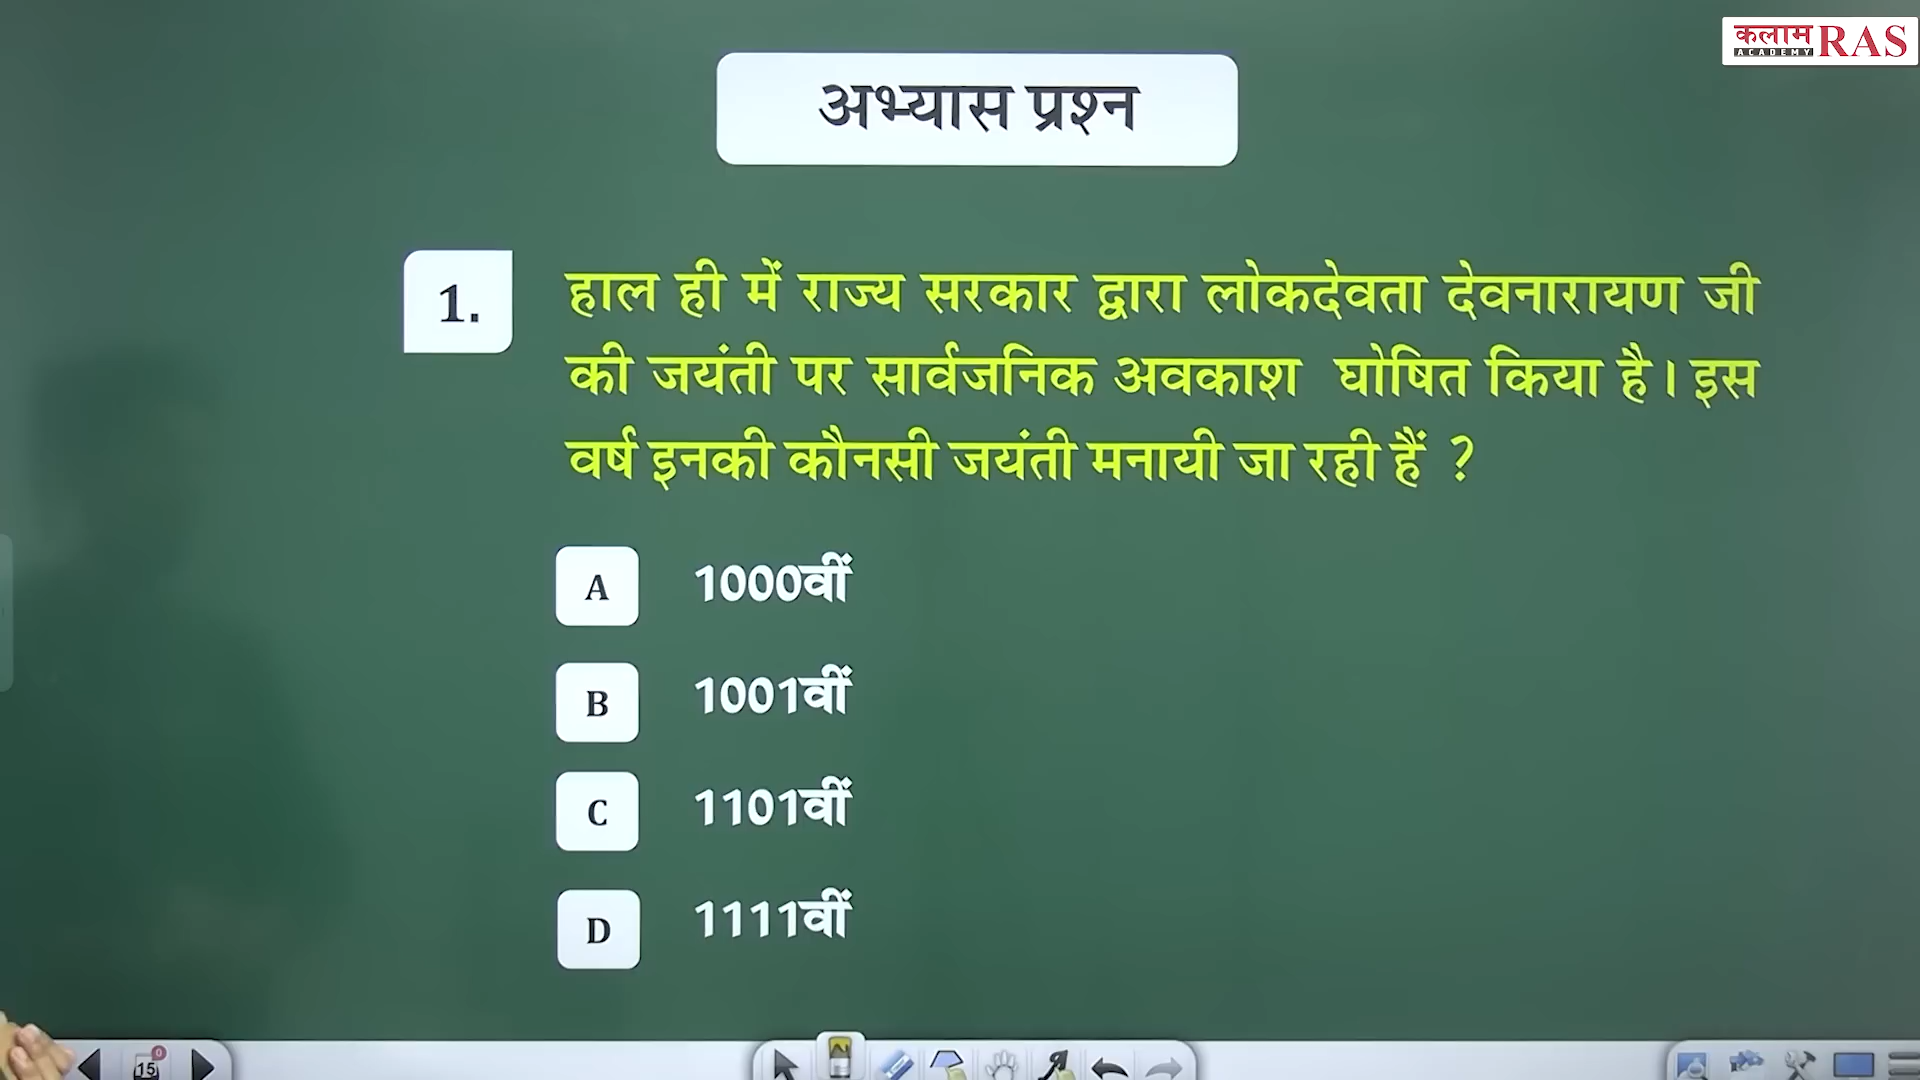 कलाम
ACADEMY RAS
अभ्यास प्रश्न
1. हाल ही में राज्य सरकार द्वारा लोकदेवता देवनारायण जी
की जयंती पर सार्वजनिक अवकाश घोषित किया है। इस
वर्ष इनकी कौनसी जयंती मनायी जा रही हैं ?
A 1000वीं
B 1001वीं
C 1101वीं
D 1111वीं
15
0